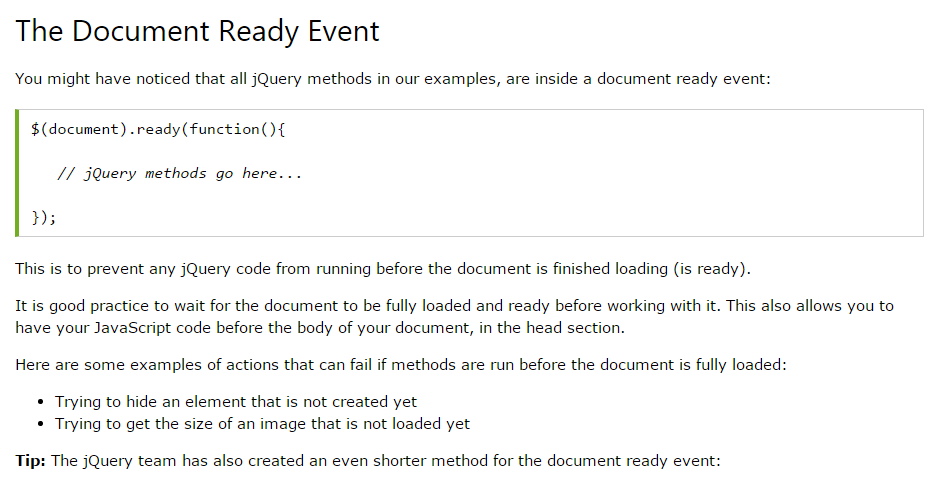 The Document Ready Event
You might have noticed that all jQuery methods in our examples, are inside a document ready event:
$(document).ready(function(){
// jQuery methods go here...
});
This is to prevent any jQuery code from running before the document is finished loading (is ready).
It is good practice to wait for the document to be fully loaded and ready before working with it. This also allows you to
have your JavaScript code before the body of your document, in the head section.
Here are some examples of actions that can fail if methods are run before the document is fully loaded:
• Trying to hide an element that is not created yet
• Trying to get the size of an image that is not loaded yet
Tip: The jQuery team has also created an even shorter method for the document ready event: